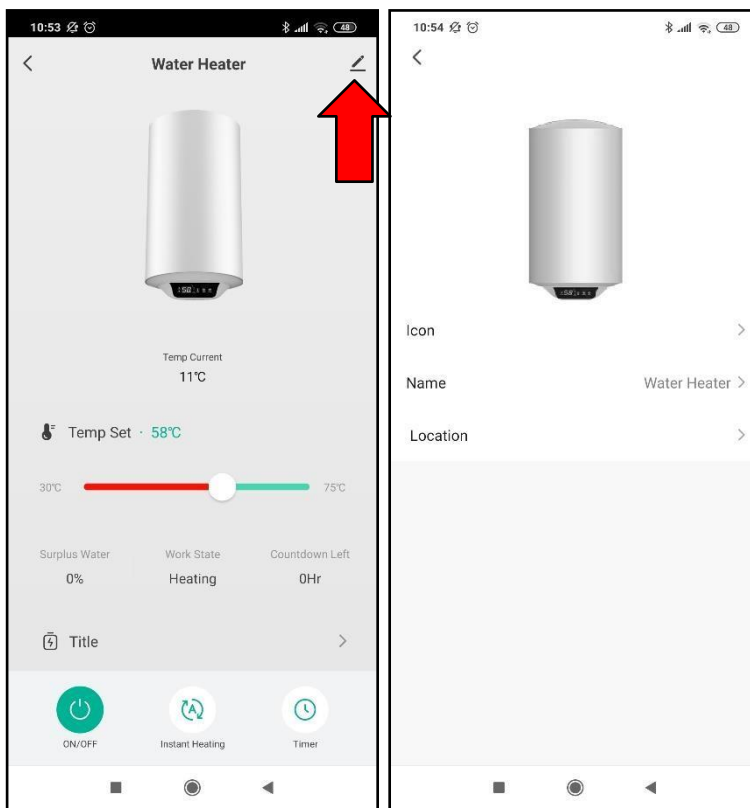 10:53
48
Water Heater
Temp Current
11°C
Temp Set · 58°C
30°C
75°C
Surplus Water
Work State
Countdown Left
0%
Heating
0Hr
Title
ON/OFF
Instant Heating
Timer
10:54
48
Icon
Name
Water Heater
Location